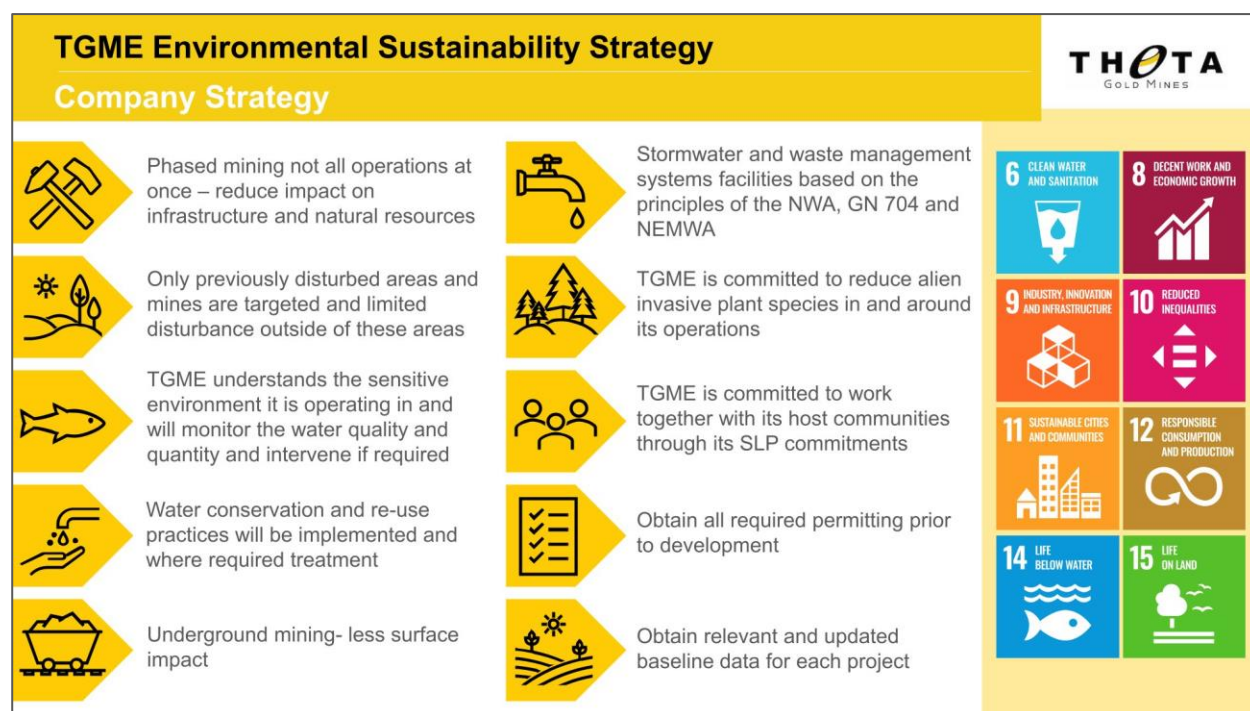 TGME Environmental Sustainability Strategy
Company Strategy
THETA
GOLD MINES
Phased mining not all operations at
once – reduce impact on
infrastructure and natural resources
Only previously disturbed areas and
mines are targeted and limited
disturbance outside of these areas
TGME understands the sensitive
environment it is operating in and
will monitor the water quality and
quantity and intervene if required
Water conservation and re-use
practices will be implemented and
where required treatment
Underground mining- less surface
impact
Stormwater and waste management
systems facilities based on the
principles of the NWA, GN 704 and
NEMWA
TGME is committed to reduce alien
invasive plant species in and around
its operations
TGME is committed to work
together with its host communities
through its SLP commitments
Obtain all required permitting prior
to development
Obtain relevant and updated
baseline data for each project
6 CLEAN WATER
AND SANITATION
8 DECENT WORK AND
ECONOMIC GROWTH
9 INDUSTRY, INNOVATION
AND INFRASTRUCTURE
10 REDUCED
INEQUALITIES
11 SUSTAINABLE CITIES
AND COMMUNITIES
12 RESPONSIBLE
CONSUMPTION
AND PRODUCTION
14 LIFE
BELOW WATER
15 LIFE
ON LAND